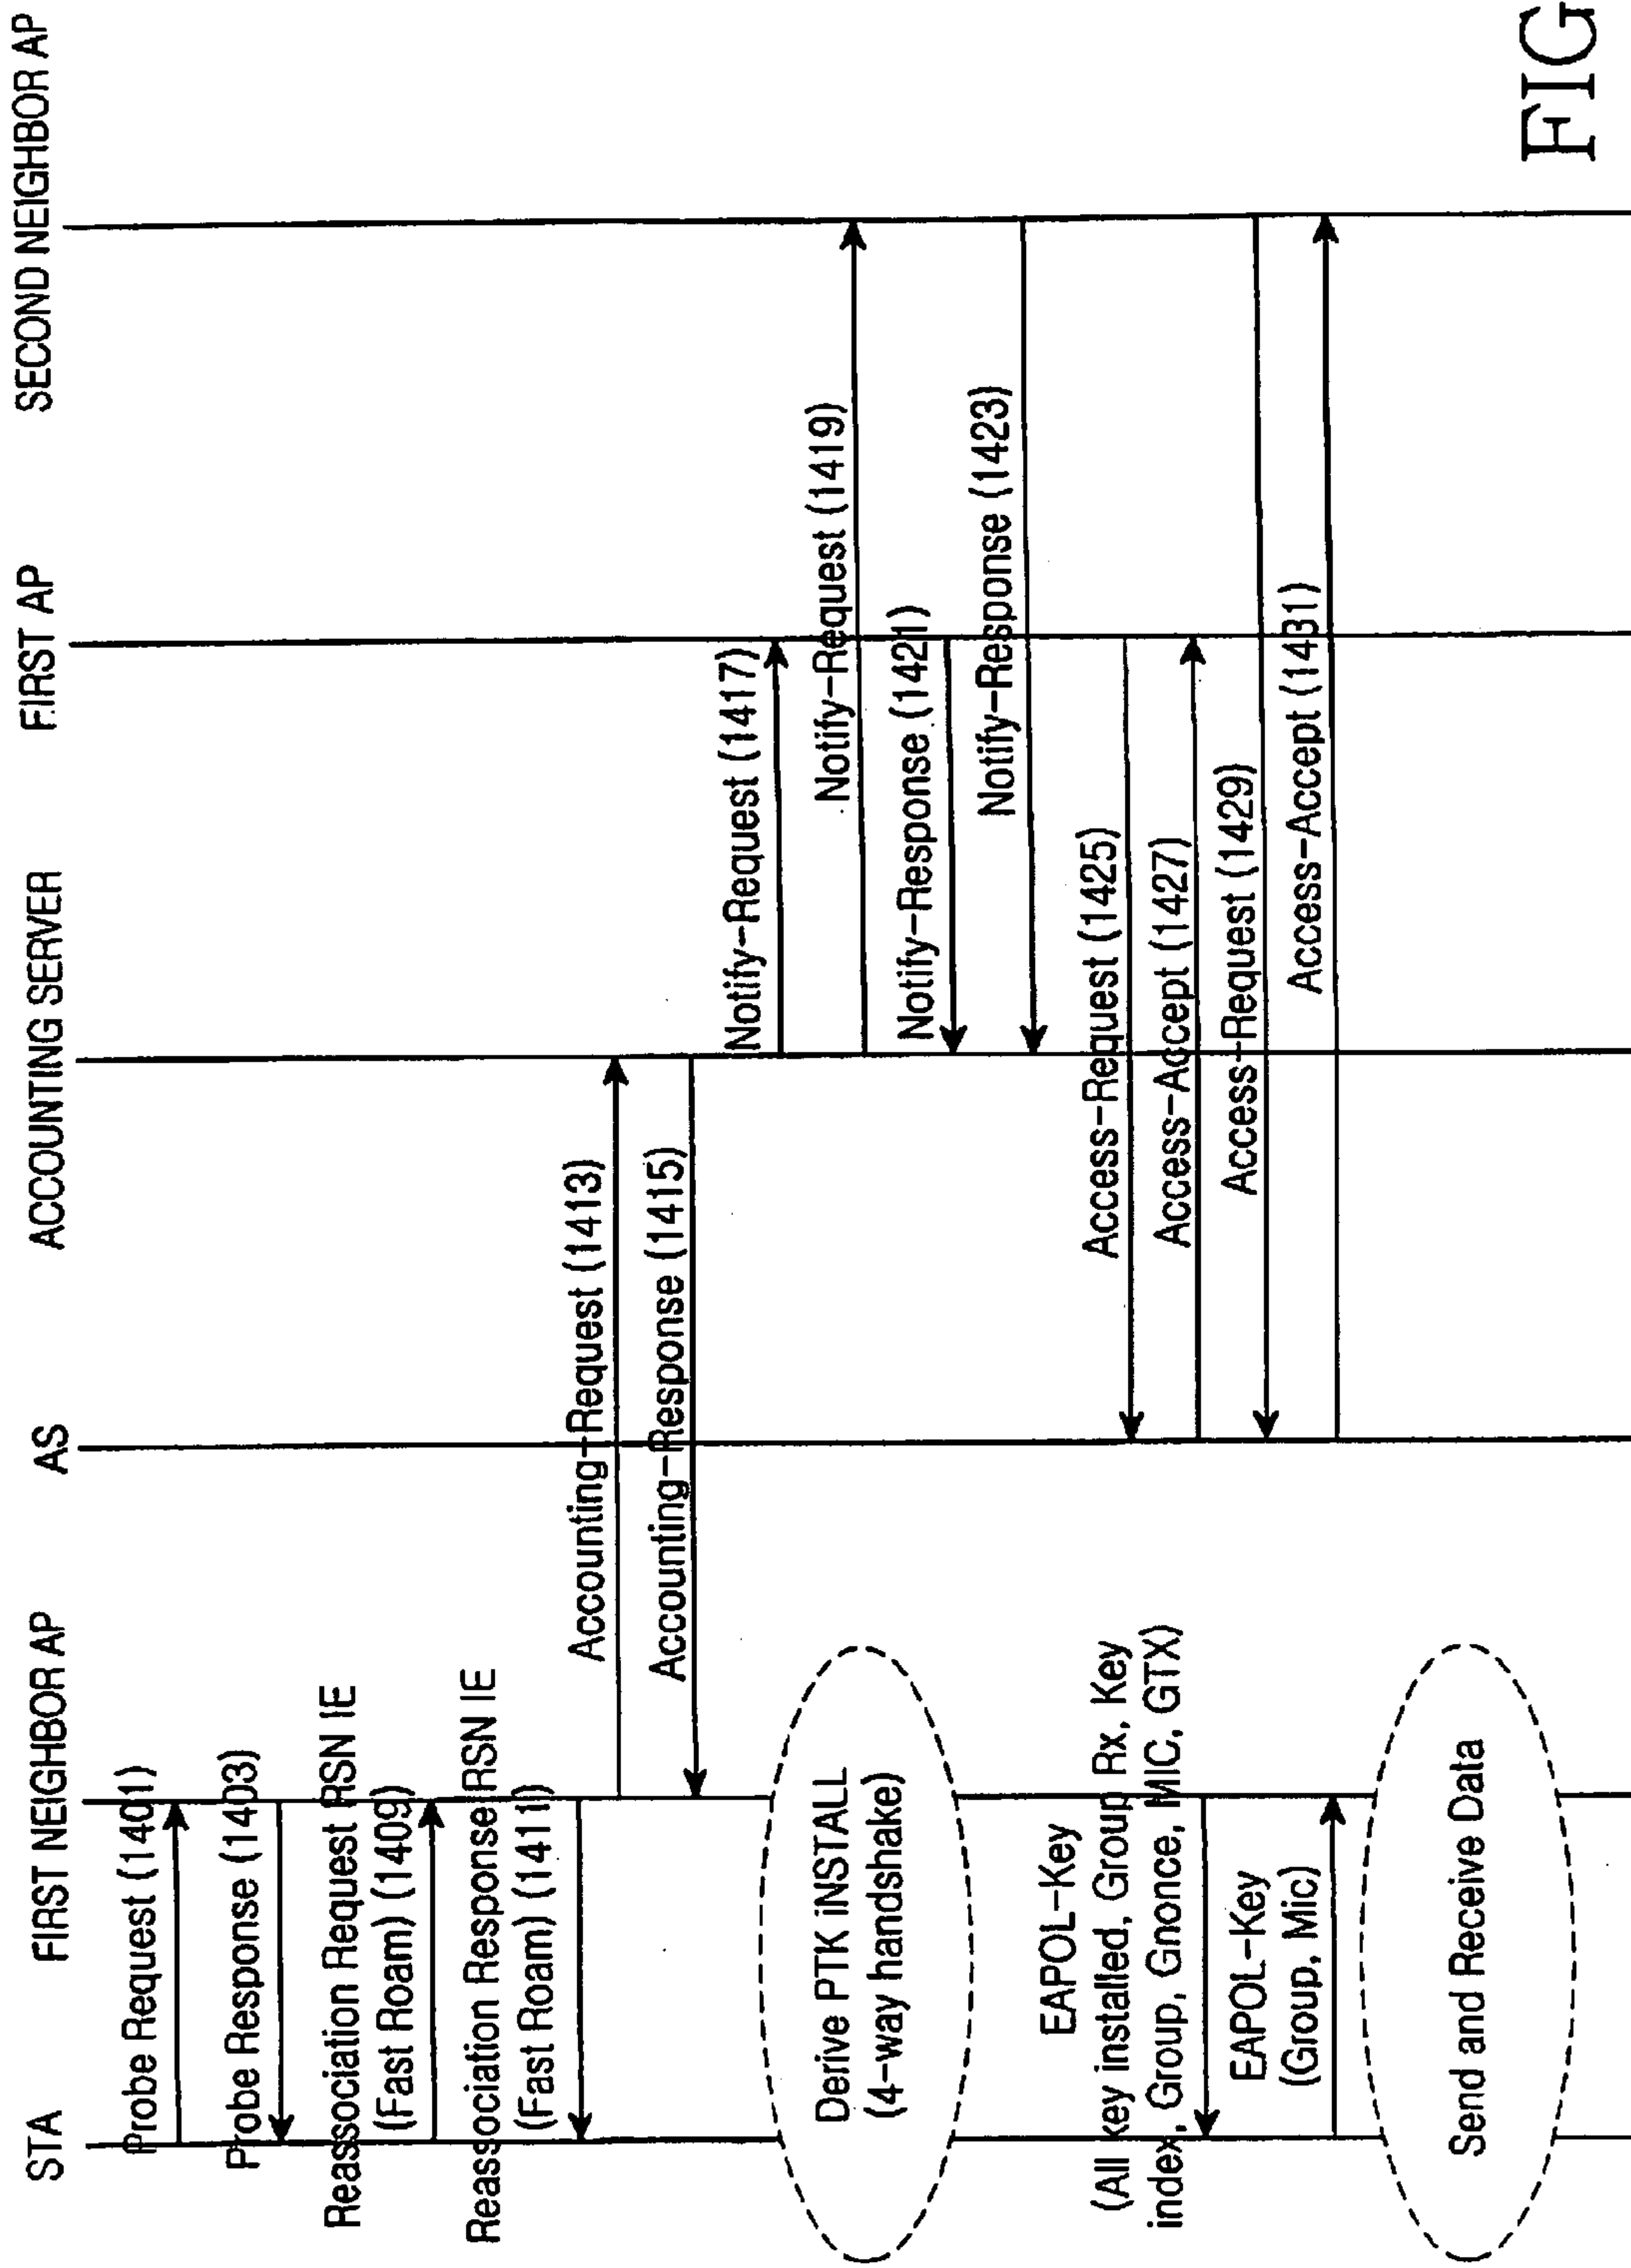 STA
FIRST NEIGHBOR AP
AS
ACCOUNTING SERVER
FIRST AP
SECOND NEIGHBOR AP
Probe Request (1401)
Probe Response (1403)
Reassociation Request RSN IE
(Fast Roam) (1409)
Reassociation Response RSN IE
(Fast Roam) (1411)
Accounting-Request (1413)
Accounting-Response (1415)
Notify-Request (1417)
Notify-Request (1419)
Notify-Response (1421)
Notify-Response (1423)
Derive PTK iNSTALL
(4-way handshake)
Access-Request (1425)
Access-Accept (1427)
Access-Request (1429)
Access-Accept (1431)
EAPOL-Key
(All key installed, Group Rx, Key
index, Group, Gnonce, MIC, GTX)
EAPOL-Key
(Group, Mic)
Send and Receive Data
FIG